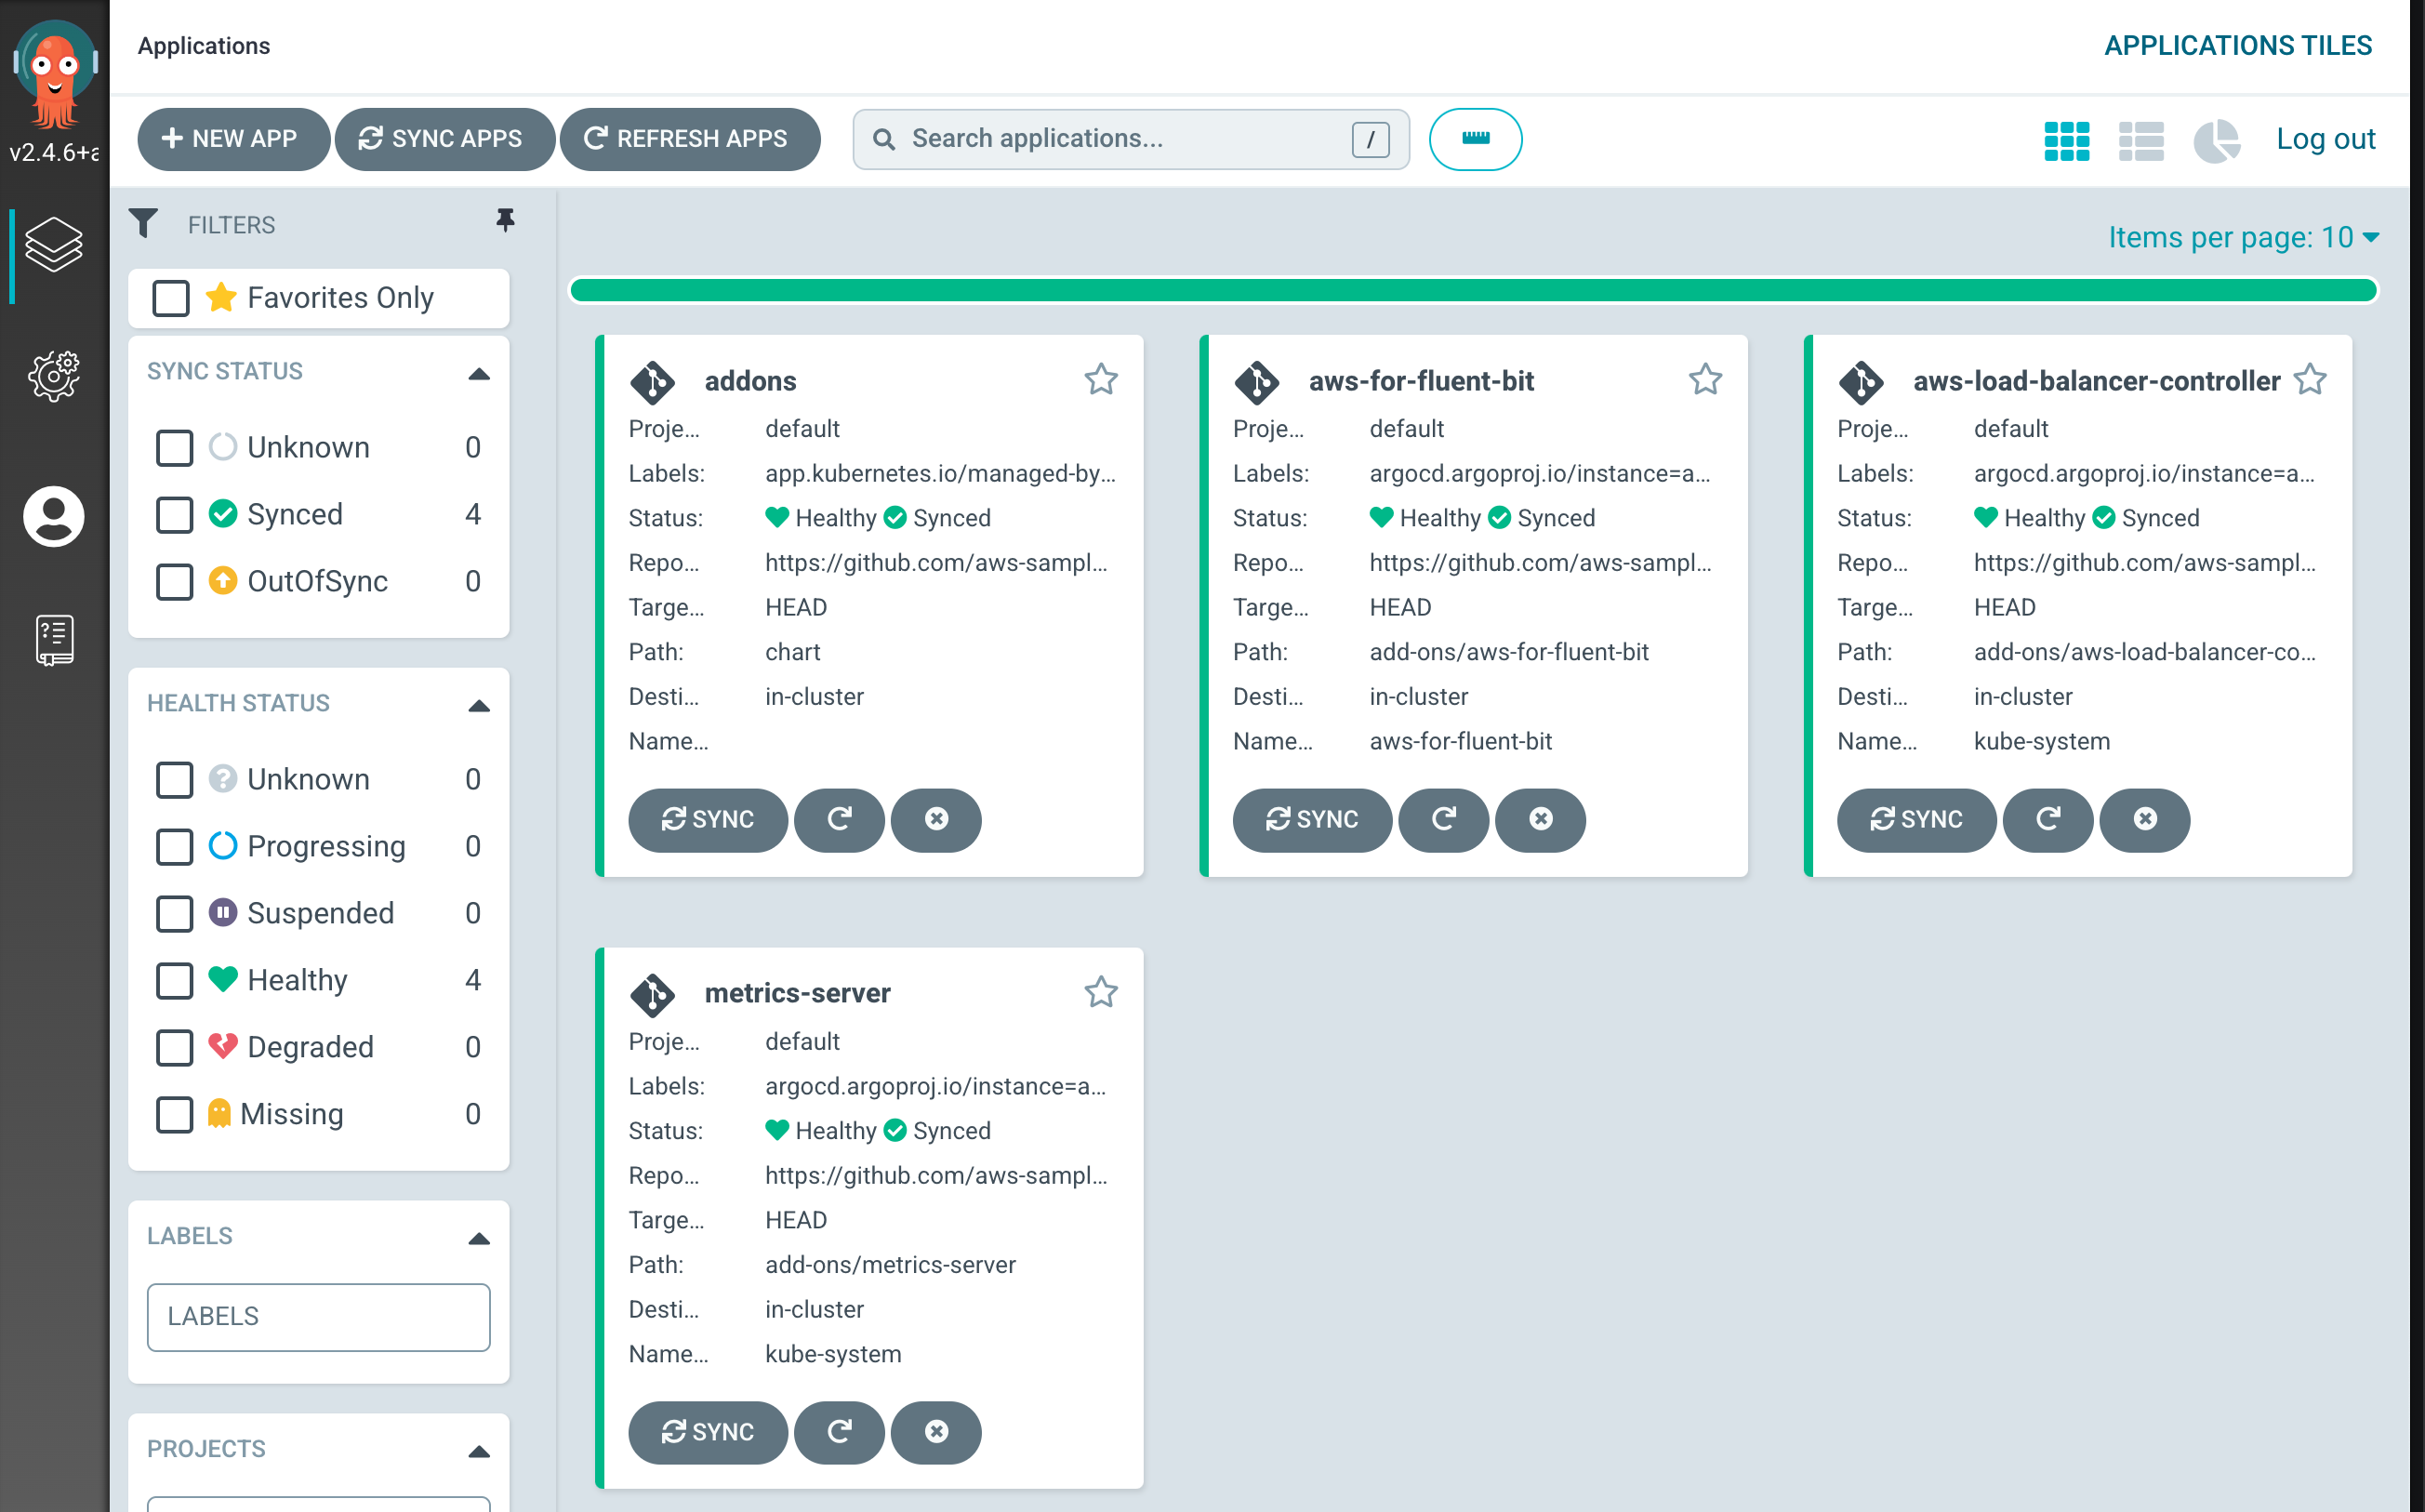 Applications
APPLICATIONS TILES
v2.4.6+a
NEW APP
SYNC APPS
REFRESH APPS
Search applications...
/
Log out
FILTERS
Items per page: 10
Favorites Only
SYNC STATUS
Unknown 0
Synced 4
OutOfSync 0
HEALTH STATUS
Unknown 0
Progressing 0
Suspended 0
Healthy 4
Degraded 0
Missing 0
LABELS
LABELS
PROJECTS
addons
Proje... default
Labels: app.kubernetes.io/managed-by...
Status: Healthy Synced
Repo... https://github.com/aws-sampl...
Targe... HEAD
Path: chart
Desti... in-cluster
Name...
SYNC
aws-for-fluent-bit
Proje... default
Labels: argocd.argoproj.io/instance=a...
Status: Healthy Synced
Repo... https://github.com/aws-sampl...
Targe... HEAD
Path: add-ons/aws-for-fluent-bit
Desti... in-cluster
Name... aws-for-fluent-bit
SYNC
aws-load-balancer-controller
Proje... default
Labels: argocd.argoproj.io/instance=a...
Status: Healthy Synced
Repo... https://github.com/aws-sampl...
Targe... HEAD
Path: add-ons/aws-load-balancer-co...
Desti... in-cluster
Name... kube-system
SYNC
metrics-server
Proje... default
Labels: argocd.argoproj.io/instance=a...
Status: Healthy Synced
Repo... https://github.com/aws-sampl...
Targe... HEAD
Path: add-ons/metrics-server
Desti... in-cluster
Name... kube-system
SYNC